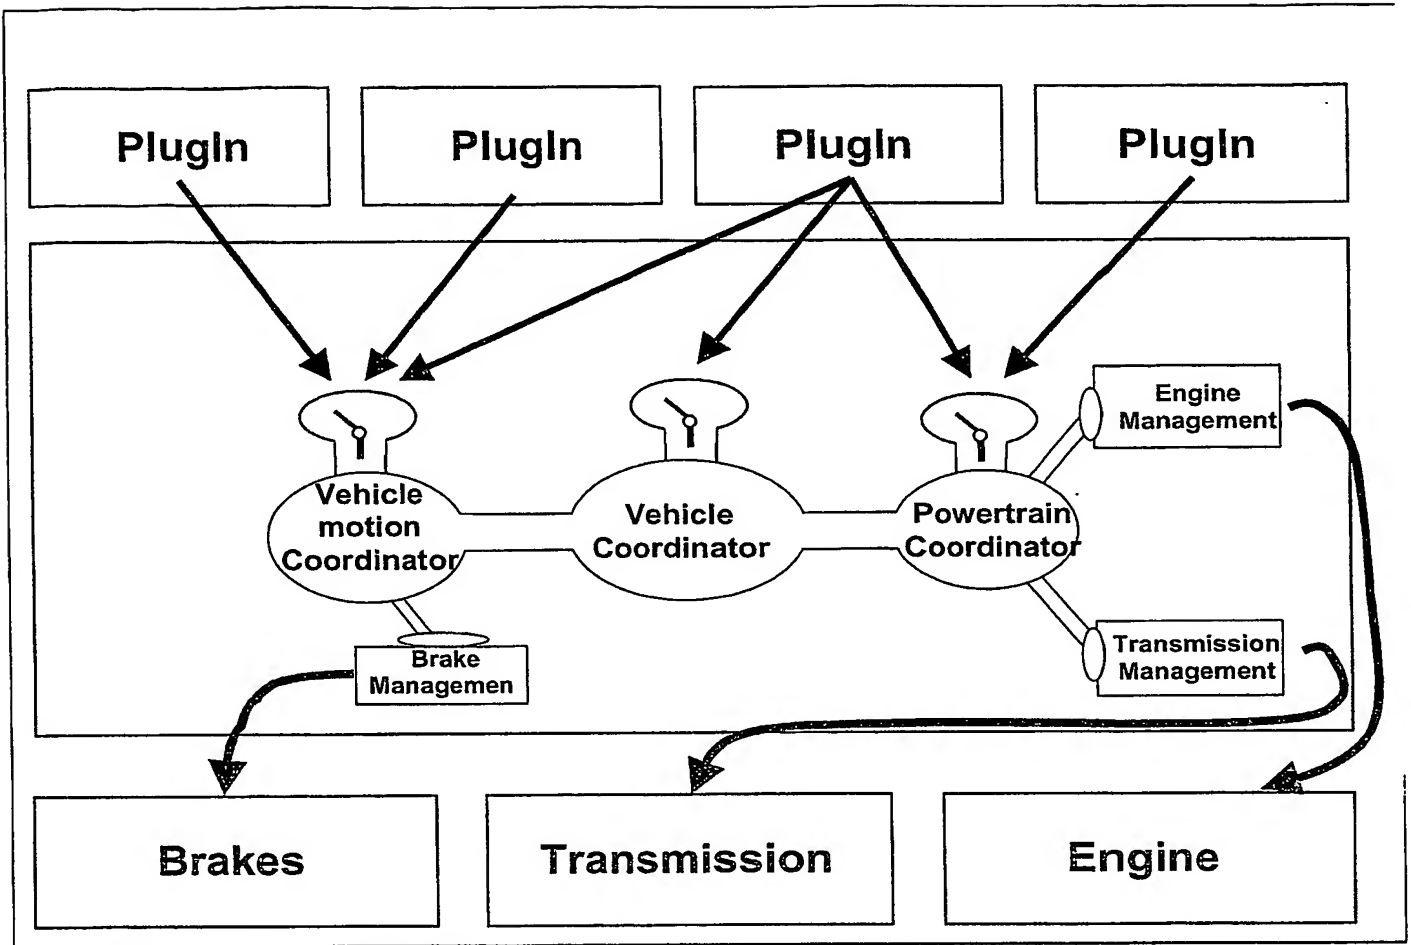 PlugIn
PlugIn
PlugIn
PlugIn
Engine
Management
Vehicle
motion
Coordinator
Vehicle
Coordinator
Powertrain
Coordinator
Brake
Managemen
Transmission
Management
Brakes
Transmission
Engine